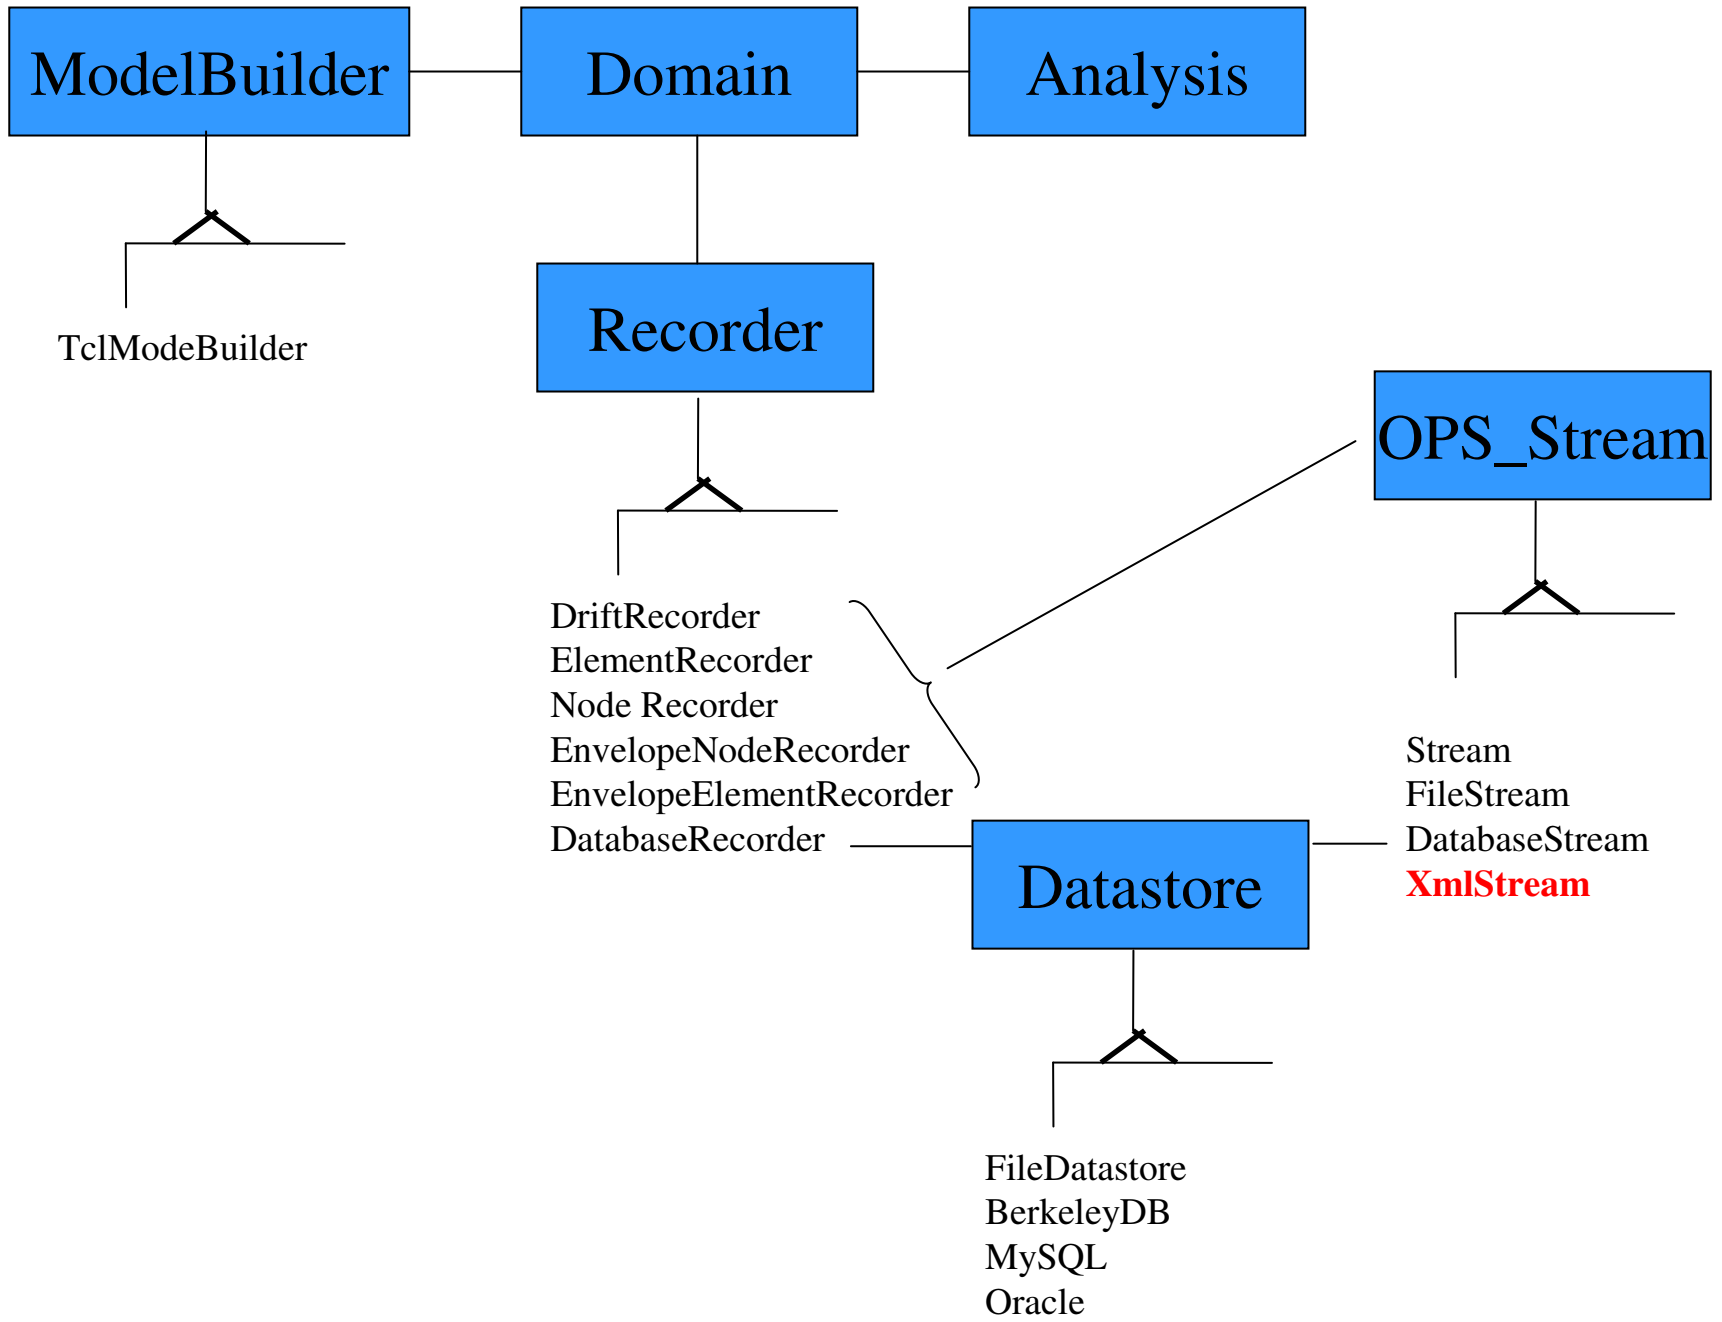 ModelBuilder
Domain
Analysis
TclModeBuilder
Recorder
OPS_Stream
DriftRecorder
ElementRecorder
Node Recorder
EnvelopeNodeRecorder
EnvelopeElementRecorder
DatabaseRecorder
Stream
FileStream
DatabaseStream
XmlStream
Datastore
FileDatastore
BerkeleyDB
MySQL
Oracle